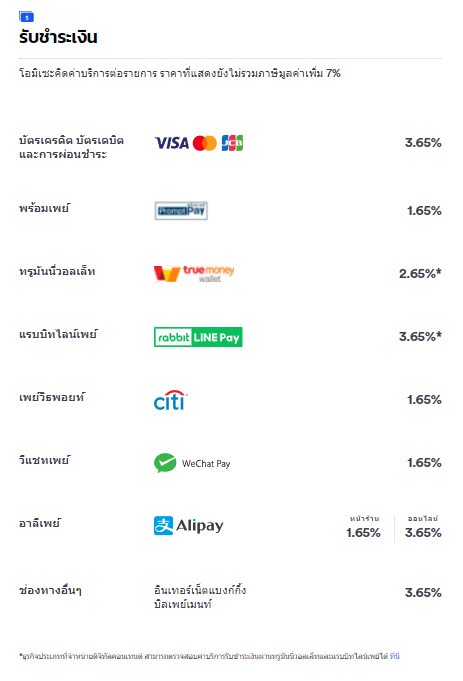 รับชำระเงิน
โอมิเซะคิดค่าบริการต่อรายการ ราคาที่แสดงยังไม่รวมภาษีมูลค่าเพิ่ม 7%
บัตรเครดิต บัตรเดบิต
และการผ่อนชำระ
VISA JCB
3.65%
พร้อมเพย์
PromptPay
1.65%
ทรูมันนี่วอลเล็ท
truemoney
wallet
2.65%*
แรบบิทไลน์เพย์
rabbit LINE Pay
3.65%*
เพย์วิธพอยท์
citi
1.65%
วีแชทเพย์
WeChat Pay
1.65%
อาลีเพย์
支 Alipay
หน้าร้าน
1.65%
ออนไลน์
3.65%
ช่องทางอื่นๆ
อินเทอร์เน็ตแบงก์กิ้ง
บิลเพย์เมนท์
3.65%
*ธุรกิจประเภทที่จำหน่ายดิจิทัลคอนเทนต์ สามารถตรวจสอบค่าบริการรับชำระเงินผ่านทรูมันนี่วอลเล็ทและแรบบิทไลน์เพย์ได้ ที่นี่